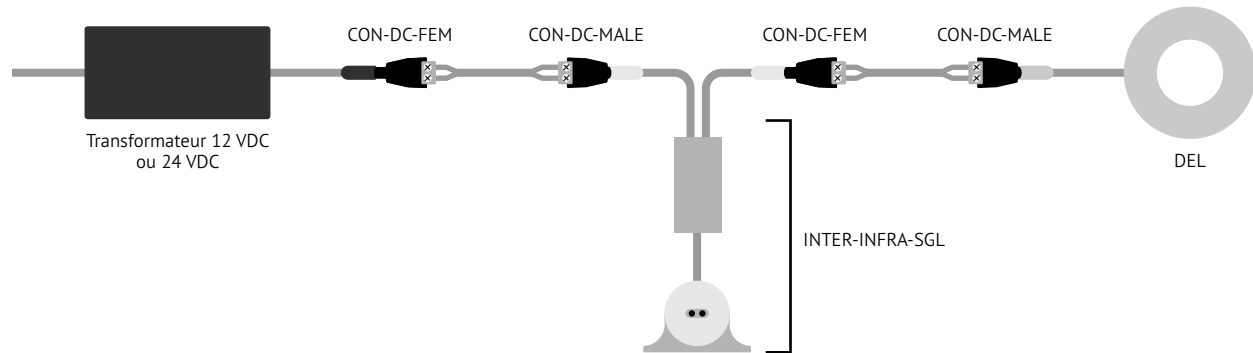 CON-DC-FEM
CON-DC-MALE
CON-DC-FEM
CON-DC-MALE
Transformateur 12 VDC
ou 24 VDC
DEL
INTER-INFRA-SGL